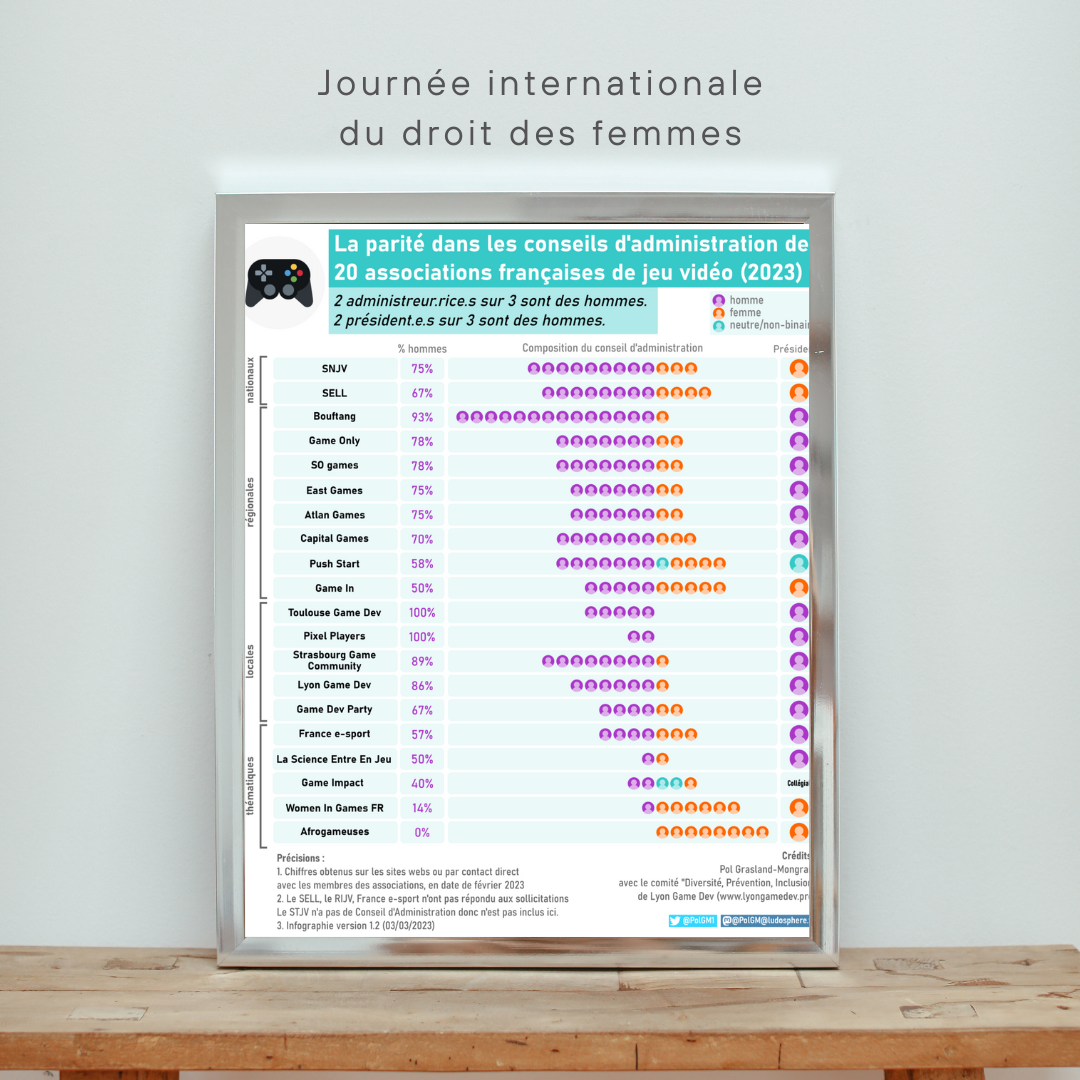 Journée internationale
du droit des femmes
La parité dans les conseils d'administration de
20 associations françaises de jeu vidéo (2023)
2 administreur.rice.s sur 3 sont des hommes.
2 président.e.s sur 3 sont des hommes.
homme
femme
neutre/non-binai
% hommes Composition du conseil d'administration Préside
nationaux
SNJV 75%
SELL 67%
régionales
Bouftang 93%
Game Only 78%
SO games 78%
East Games 75%
Atlan Games 75%
Capital Games 70%
Push Start 58%
Game In 50%
locales
Toulouse Game Dev 100%
Pixel Players 100%
Strasbourg Game
Community 89%
Lyon Game Dev 86%
Game Dev Party 67%
thématiques
France e-sport 57%
La Science Entre En Jeu 50%
Game Impact 40% Collégia
Women In Games FR 14%
Afrogameuses 0%
Précisions :
1. Chiffres obtenus sur les sites webs ou par contact direct
avec les membres des associations, en date de février 2023
2. Le SELL, le RIJV, France e-sport n'ont pas répondu aux sollicitations
Le STJV n'a pas de Conseil d'Administration donc n'est pas inclus ici.
3. Infographie version 1.2 (03/03/2023)
Crédits
Pol Grasland-Mongra
avec le comité "Diversité, Prévention, Inclusio
de Lyon Game Dev (www.lyongamedev.pr
@PolGM1 @PolGM@ludosphere.